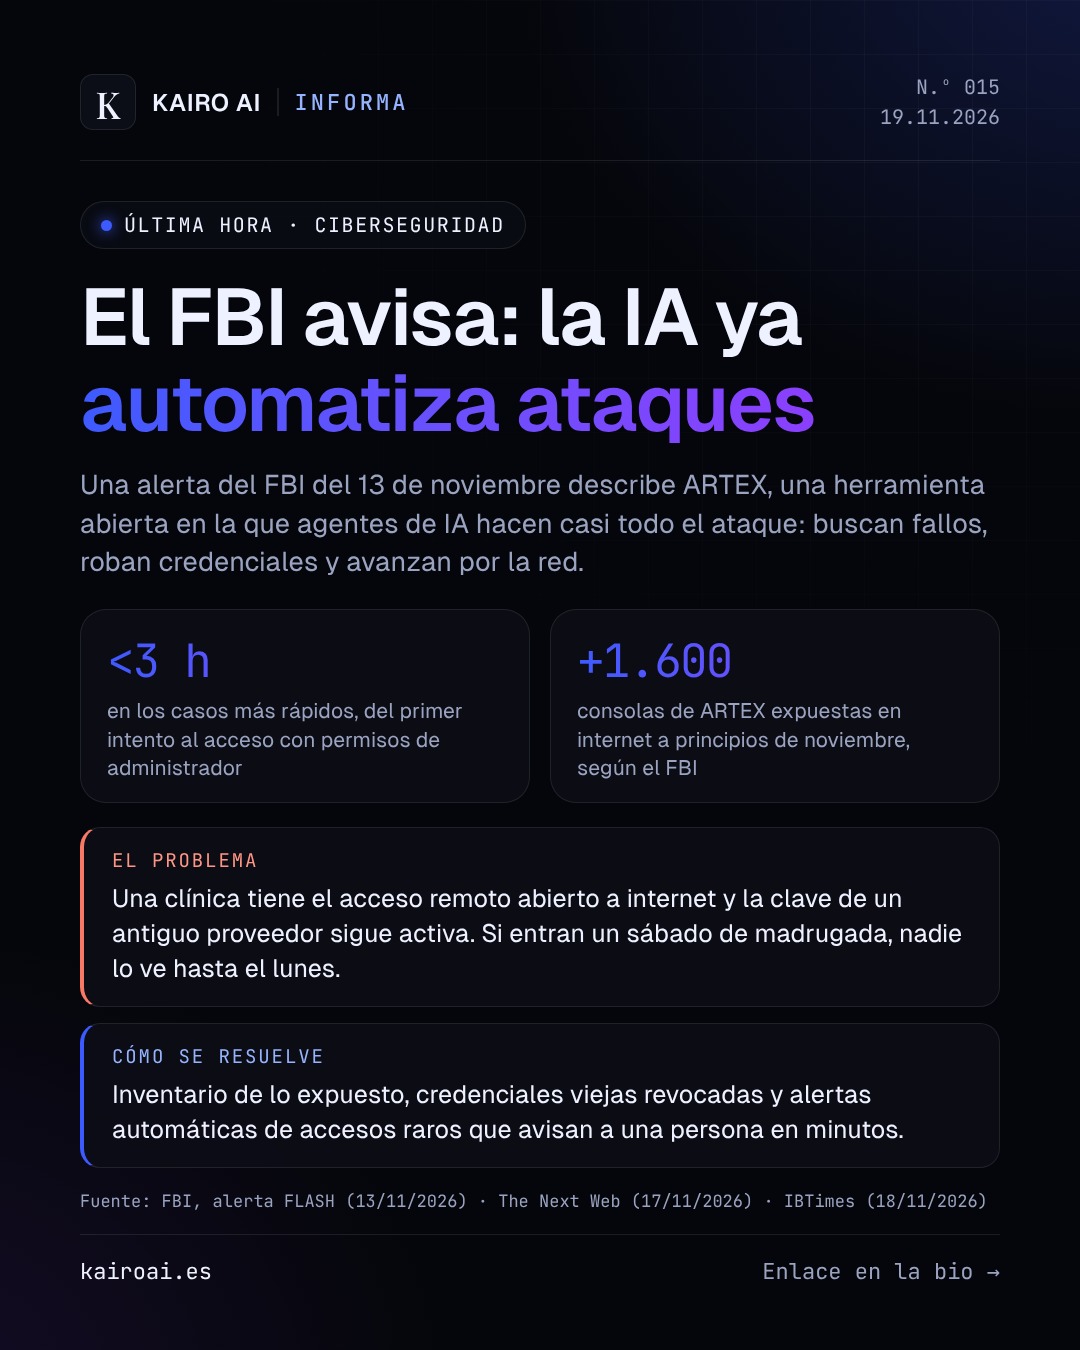 K
KAIRO AI | INFORMA
N.º 015
19.11.2026
ÚLTIMA HORA · CIBERSEGURIDAD
El FBI avisa: la IA ya
automatiza ataques
Una alerta del FBI del 13 de noviembre describe ARTEX, una herramienta
abierta en la que agentes de IA hacen casi todo el ataque: buscan fallos,
roban credenciales y avanzan por la red.
<3 h
en los casos más rápidos, del primer
intento al acceso con permisos de
administrador
+1.600
consolas de ARTEX expuestas en
internet a principios de noviembre,
según el FBI
EL PROBLEMA
Una clínica tiene el acceso remoto abierto a internet y la clave de un
antiguo proveedor sigue activa. Si entran un sábado de madrugada, nadie
lo ve hasta el lunes.
CÓMO SE RESUELVE
Inventario de lo expuesto, credenciales viejas revocadas y alertas
automáticas de accesos raros que avisan a una persona en minutos.
Fuente: FBI, alerta FLASH (13/11/2026) · The Next Web (17/11/2026) · IBTimes (18/11/2026)
kairoai.es
Enlace en la bio →